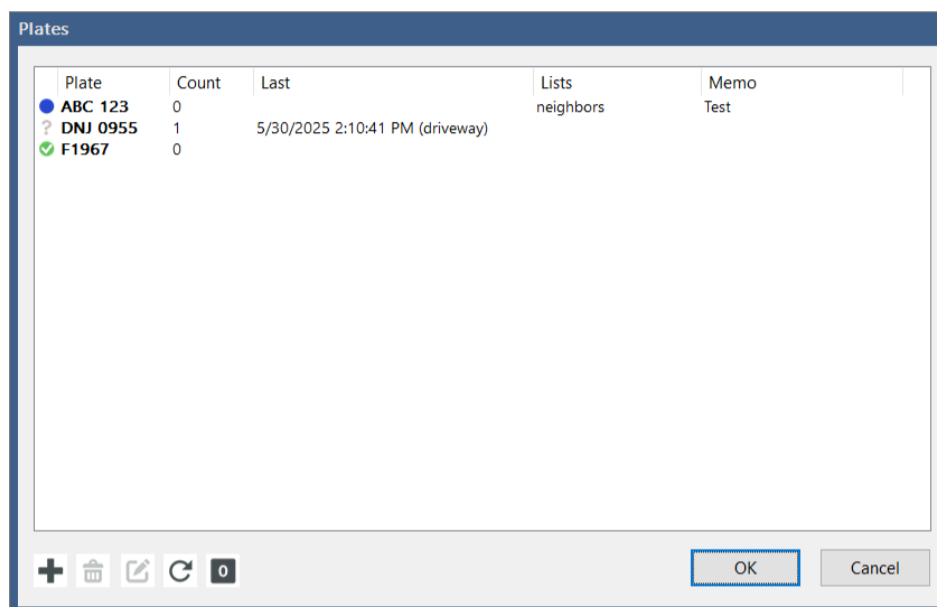 Plates
Plate Count Last Lists Memo
ABC 123 0 neighbors Test
? DNJ 0955 1 5/30/2025 2:10:41 PM (driveway)
F1967 0
0 OK Cancel